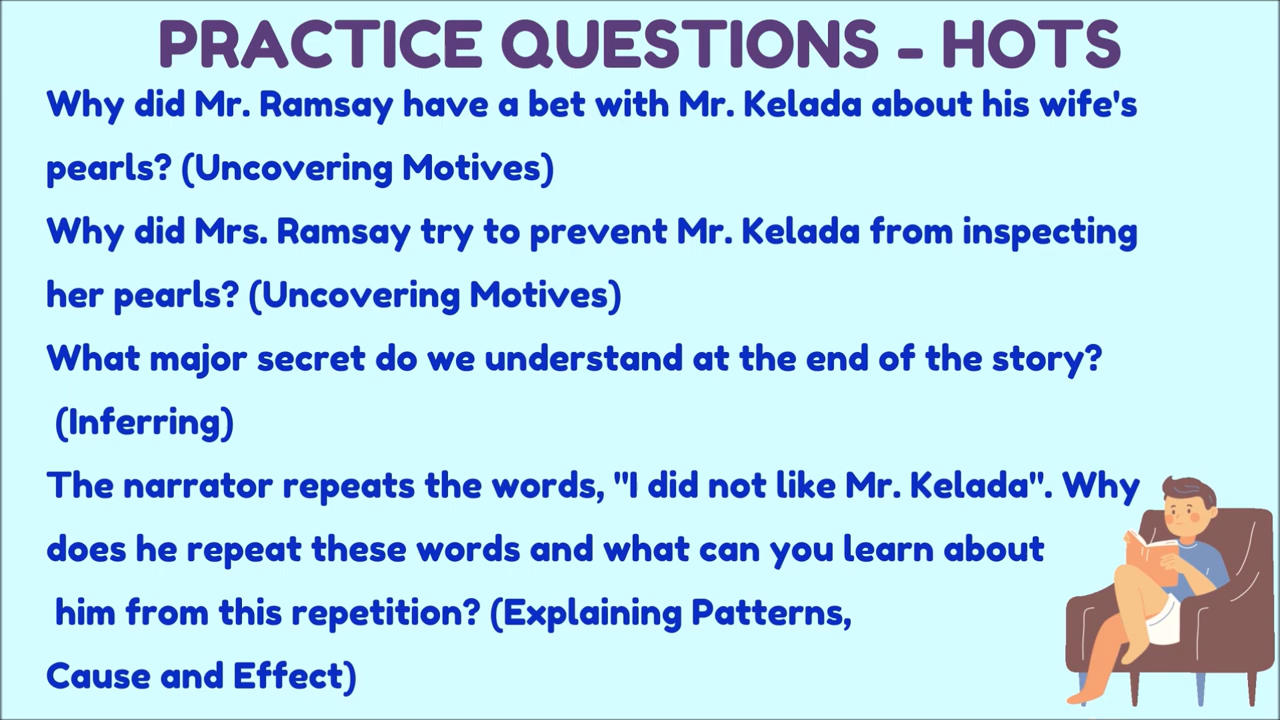 PRACTICE QUESTIONS - HOTS
Why did Mr. Ramsay have a bet with Mr. Kelada about his wife's
pearls? (Uncovering Motives)
Why did Mrs. Ramsay try to prevent Mr. Kelada from inspecting
her pearls? (Uncovering Motives)
What major secret do we understand at the end of the story?
(Inferring)
The narrator repeats the words, "I did not like Mr. Kelada". Why
does he repeat these words and what can you learn about
him from this repetition? (Explaining Patterns,
Cause and Effect)